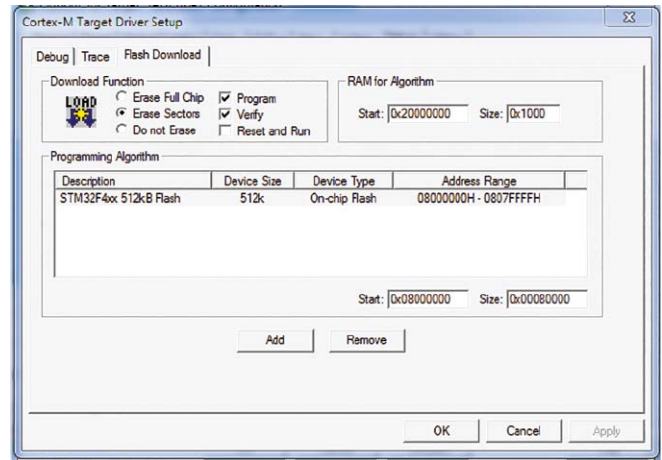 Cortex-M Target Driver Setup
Debug Trace Flash Download
Download Function
LOAD
Erase Full Chip
Erase Sectors
Do not Erase
Program
Verify
Reset and Run
RAM for Algorithm
Start: 0x20000000 Size: 0x1000
Programming Algorithm
Description Device Size Device Type Address Range
STM32F4xx 512kB Flash 512k On-chip Flash 08000000H - 0807FFFFH
Start: 0x08000000 Size: 0x00080000
Add Remove
OK Cancel Apply